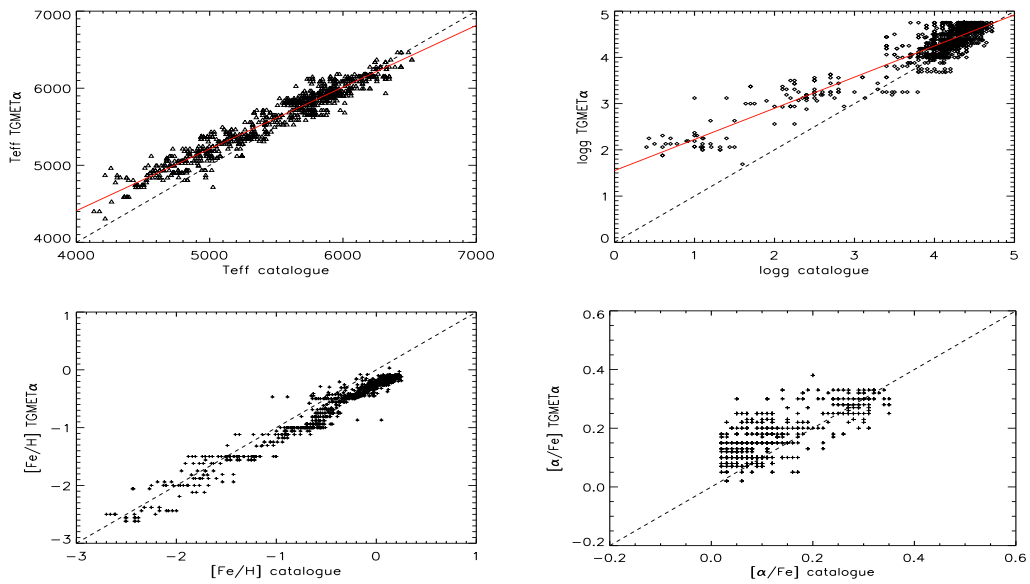 7000
6000
5000
4000
Teff TGMETα
4000 5000 6000 7000
Teff catalogue
5
4
3
2
1
0
logg TGMETα
0 1 2 3 4 5
logg catalogue
1
0
−1
−2
−3
[Fe/H] TGMETα
−3 −2 −1 0 1
[Fe/H] catalogue
0.6
0.4
0.2
0.0
−0.2
[α/Fe] TGMETα
−0.2 0.0 0.2 0.4 0.6
[α/Fe] catalogue